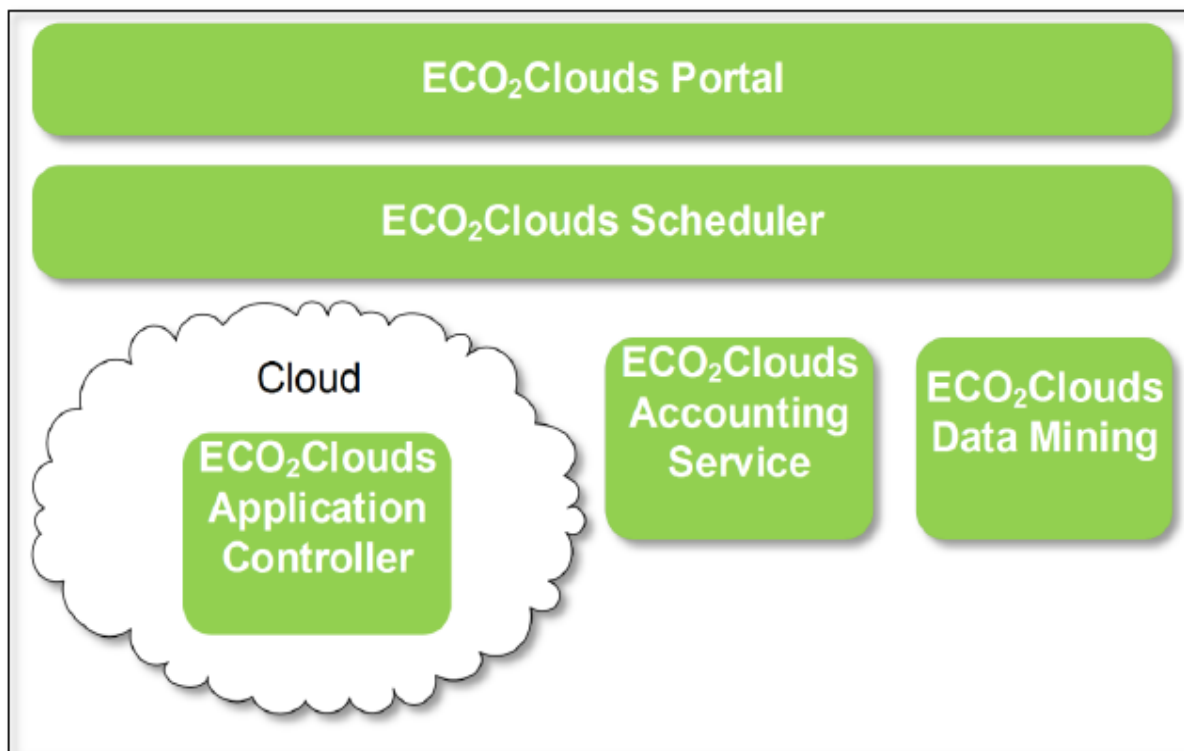 ECO₂Clouds Portal
ECO₂Clouds Scheduler
Cloud
ECO₂Clouds
Application
Controller
ECO₂Clouds
Accounting
Service
ECO₂Clouds
Data Mining